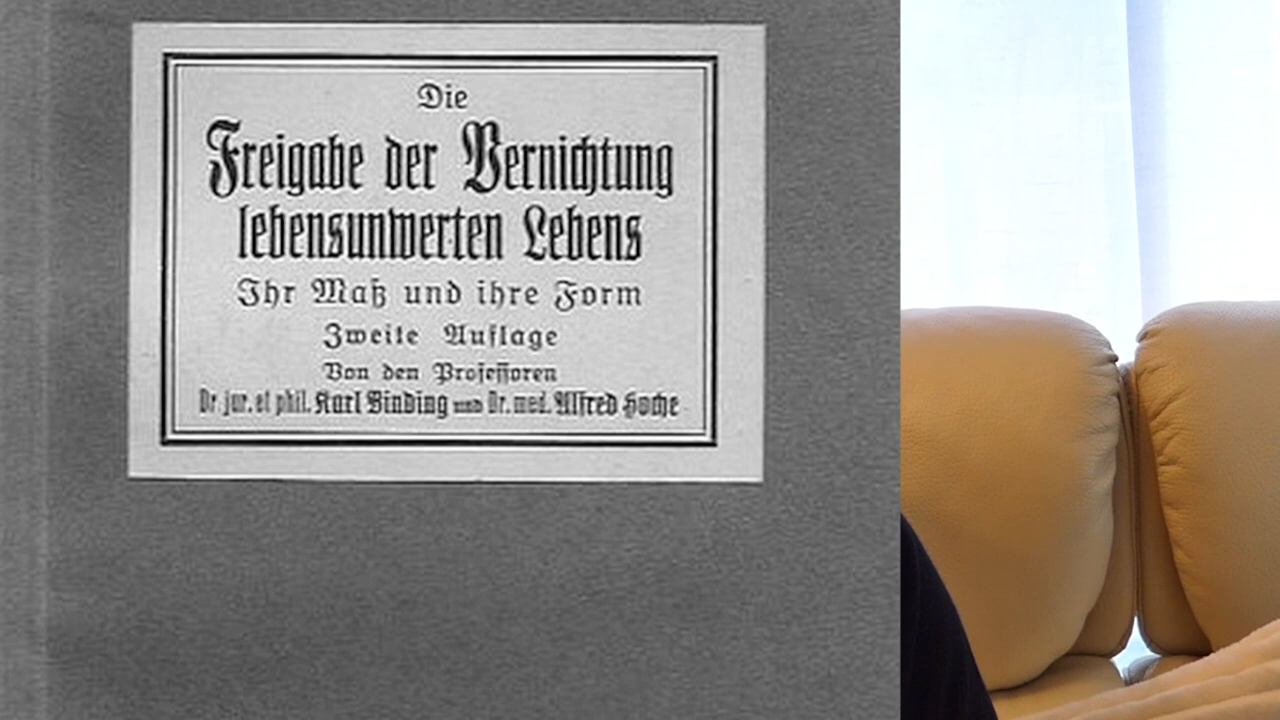 Die
Freigabe der Vernichtung
lebensunwerten Lebens
Ihr Maß und ihre Form
Zweite Auflage
Von den Professoren
Dr. jur. et phil. Karl Binding und Dr. med. Alfred Hoche